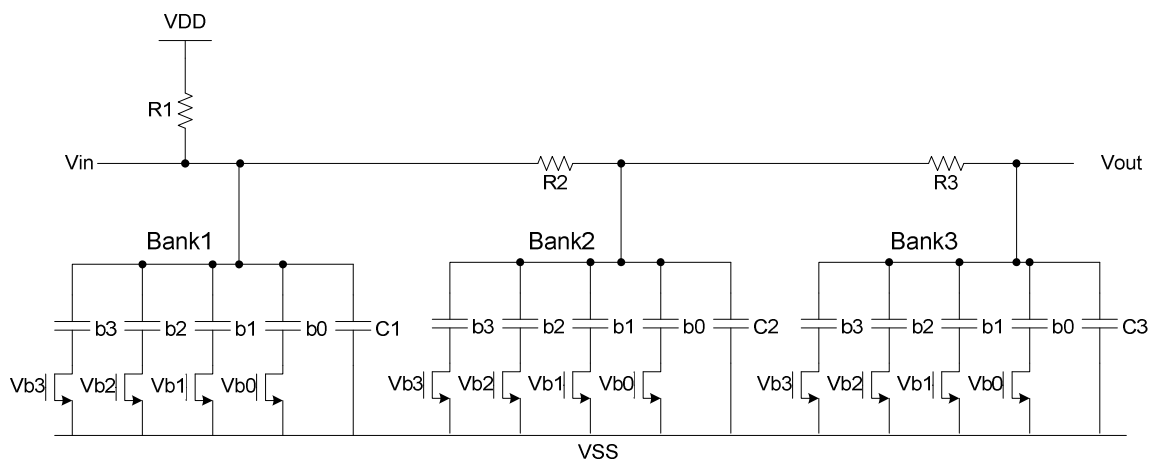 VDD
R1
Vin
R2
R3
Vout
Bank1
Bank2
Bank3
b3 b2 b1 b0 C1
b3 b2 b1 b0 C2
b3 b2 b1 b0 C3
Vb3 Vb2 Vb1 Vb0
Vb3 Vb2 Vb1 Vb0
Vb3 Vb2 Vb1 Vb0
VSS